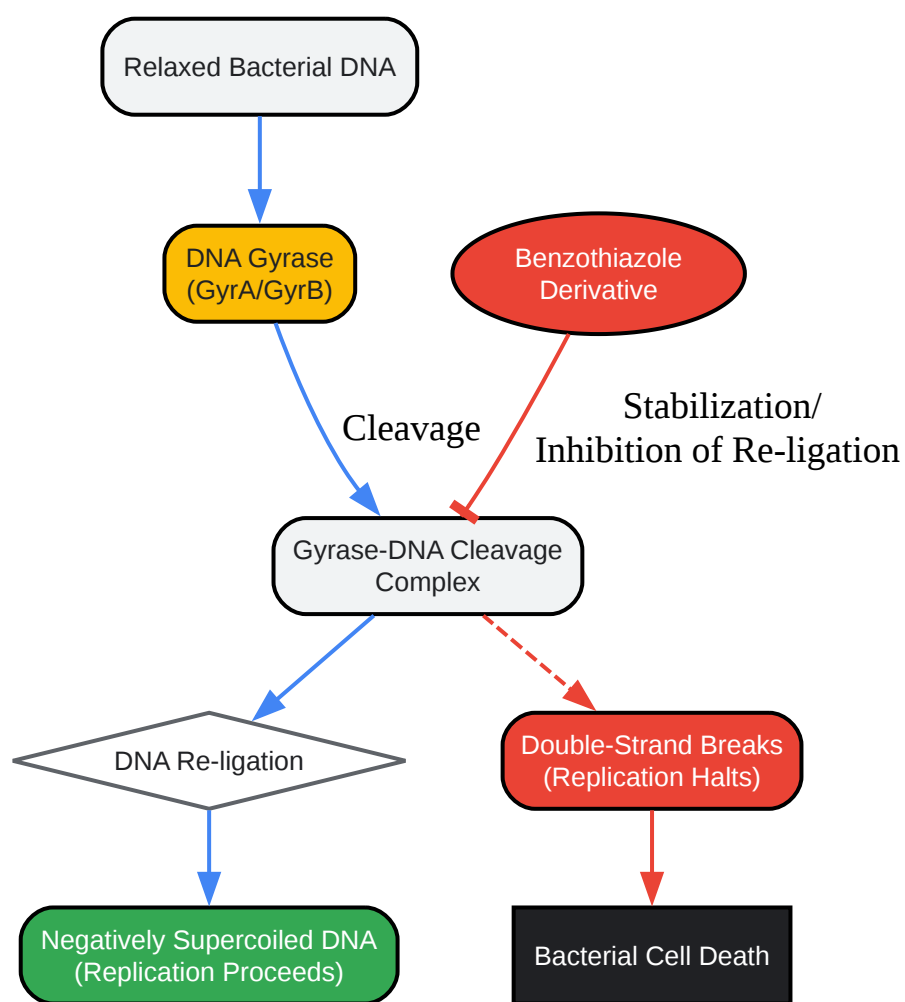 Relaxed Bacterial DNA
DNA Gyrase
(GyrA/GyrB)
Benzothiazole
Derivative
Cleavage
Stabilization/
Inhibition of Re-ligation
Gyrase-DNA Cleavage
Complex
DNA Re-ligation
Double-Strand Breaks
(Replication Halts)
Negatively Supercoiled DNA
(Replication Proceeds)
Bacterial Cell Death